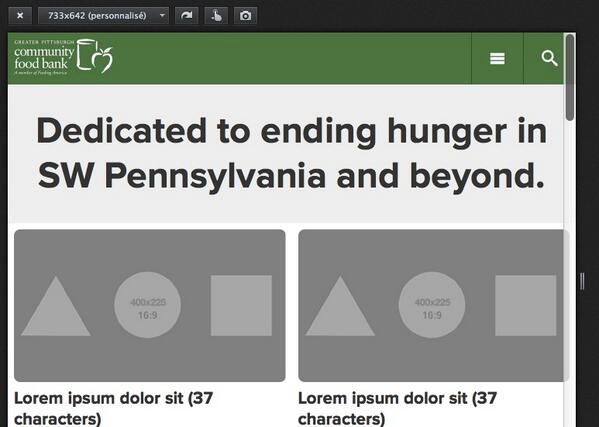 733x642 (personnalisé)
GREATER PITTSBURGH
community
food bank
A member of Feeding America
Dedicated to ending hunger in
SW Pennsylvania and beyond.
400x225
16:9
400x225
16:9
Lorem ipsum dolor sit (37
characters)
Lorem ipsum dolor sit (37
characters)